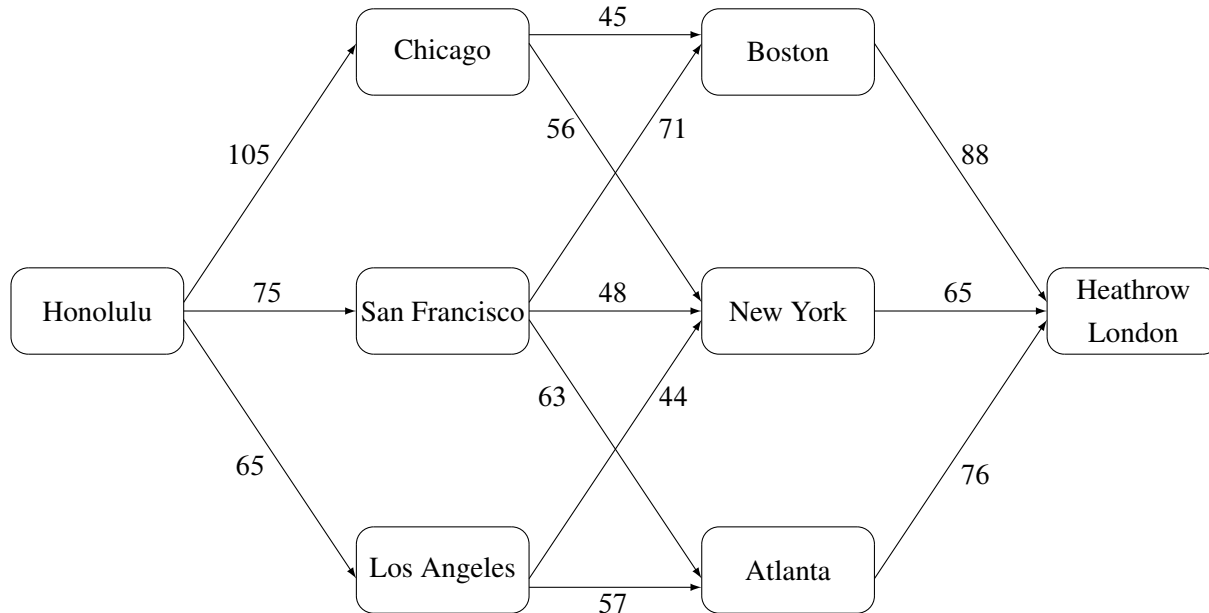 45
Chicago
Boston
56
71
105
88
75
48
65
Honolulu
San Francisco
New York
Heathrow
London
63
44
65
76
Los Angeles
Atlanta
57